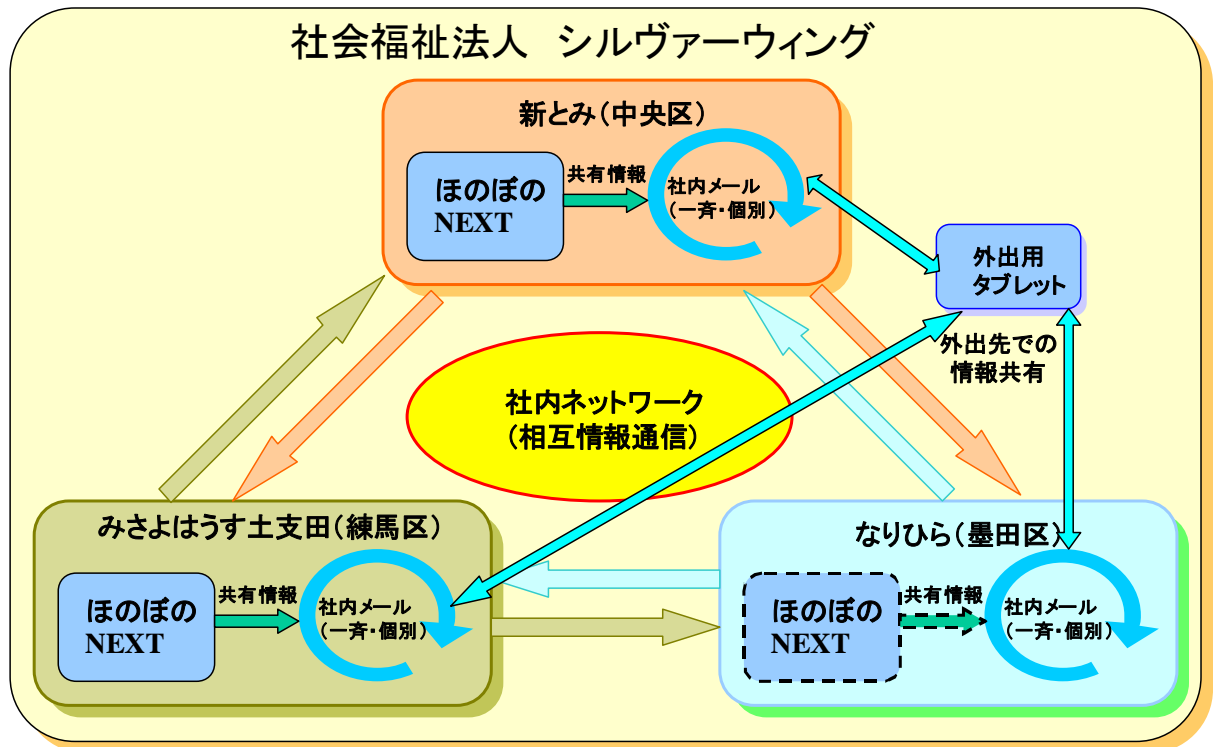 社会福祉法人　シルヴァーウィング
新とみ（中央区）
ほのぼの
NEXT
共有情報
社内メール
（一斉・個別）
外出用
タブレット
外出先での
情報共有
社内ネットワーク
（相互情報通信）
みさよはうす土支田（練馬区）
ほのぼの
NEXT
共有情報
社内メール
（一斉・個別）
なりひら（墨田区）
ほのぼの
NEXT
共有情報
社内メール
（一斉・個別）